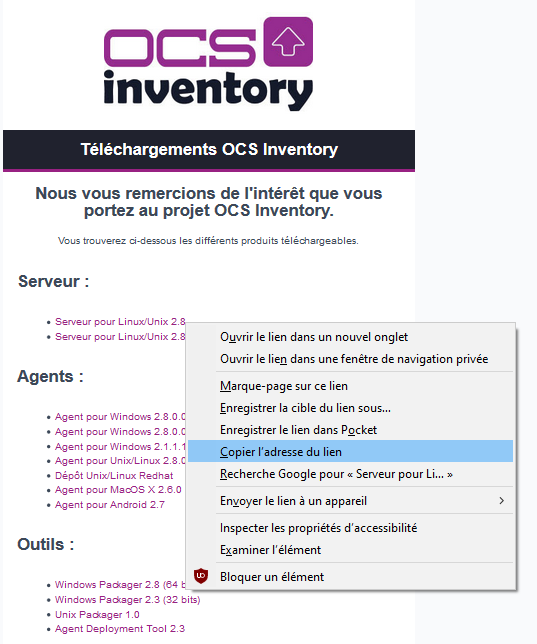 OCS
inventory
Téléchargements OCS Inventory
Nous vous remercions de l'intérêt que vous
portez au projet OCS Inventory.
Vous trouverez ci-dessous les différents produits téléchargeables.
Serveur :
Serveur pour Linux/Unix 2.8
Serveur pour Linux/Unix 2.8
Agents :
Agent pour Windows 2.8.0.0
Agent pour Windows 2.8.0.0
Agent pour Windows 2.1.1.1
Agent pour Unix/Linux 2.8.0
Dépôt Unix/Linux Redhat
Agent pour MacOS X 2.6.0
Agent pour Android 2.7
Outils :
Windows Packager 2.8 (64 b
Windows Packager 2.3 (32 bits)
Unix Packager 1.0
Agent Deployment Tool 2.3
Ouvrir le lien dans un nouvel onglet
Ouvrir le lien dans une fenêtre de navigation privée
Marque-page sur ce lien
Enregistrer la cible du lien sous...
Enregistrer le lien dans Pocket
Copier l'adresse du lien
Recherche Google pour « Serveur pour Li... »
Envoyer le lien à un appareil
Inspecter les propriétés d'accessibilité
Examiner l'élément
Bloquer un élément